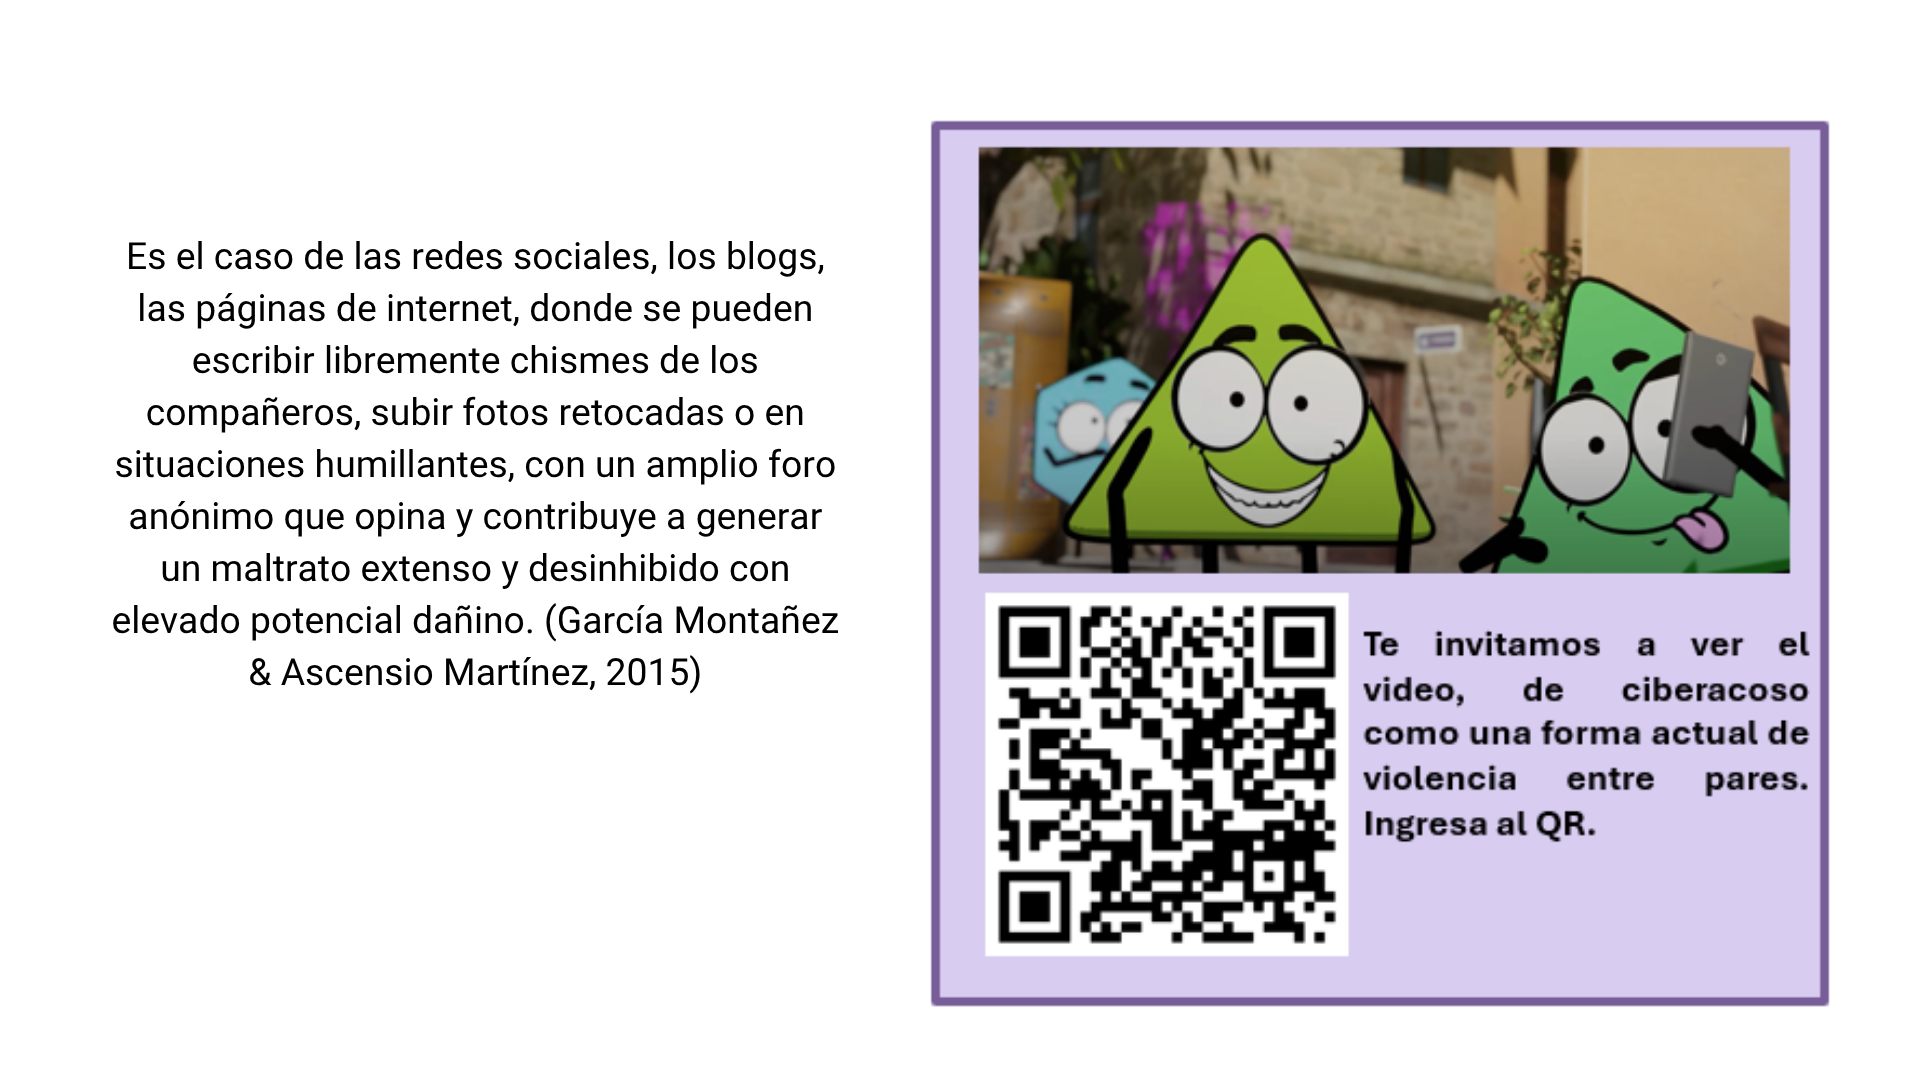 Es el caso de las redes sociales, los blogs,
las páginas de internet, donde se pueden
escribir libremente chismes de los
compañeros, subir fotos retocadas o en
situaciones humillantes, con un amplio foro
anónimo que opina y contribuye a generar
un maltrato extenso y desinhibido con
elevado potencial dañino. (García Montañez
& Ascensio Martínez, 2015)
Te invitamos a ver el
video, de ciberacoso
como una forma actual de
violencia entre pares.
Ingresa al QR.